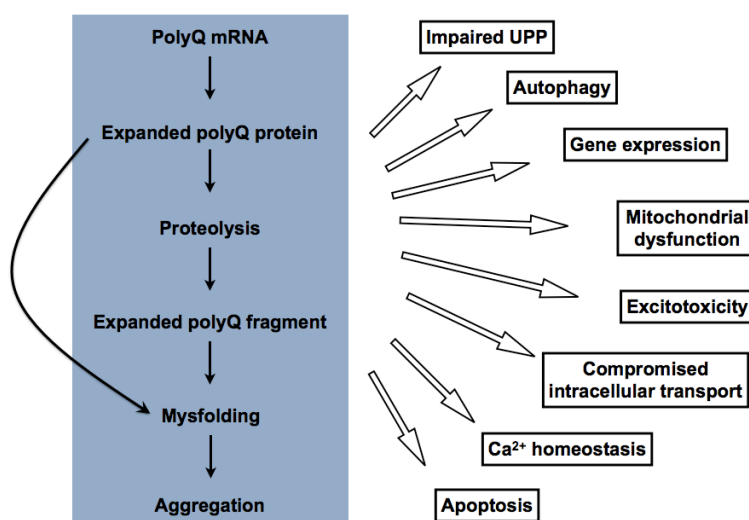 PolyQ mRNA
Expanded polyQ protein
Proteolysis
Expanded polyQ fragment
Mysfolding
Aggregation
Impaired UPP
Autophagy
Gene expression
Mitochondrial
dysfunction
Excitotoxicity
Compromised
intracellular transport
Ca²⁺ homeostasis
Apoptosis